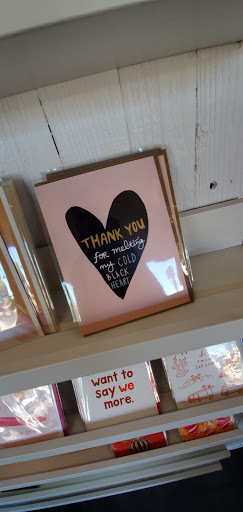 THANK YOU
for melting
my COLD
BLACK
HEART
want to
say we
more.